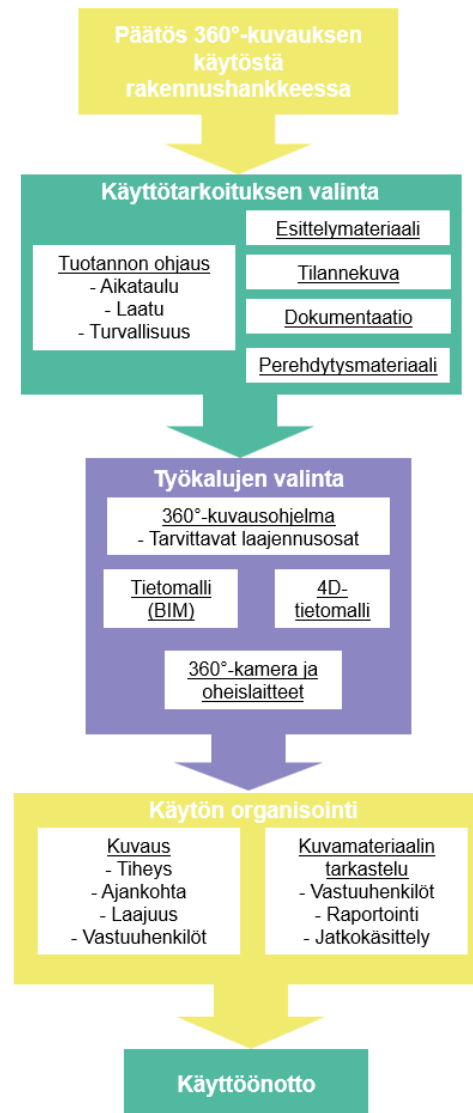 Päätös 360°-kuvauksen
käytöstä
rakennushankkeessa
Käyttötarkoituksen valinta
Tuotannon ohjaus
- Aikataulu
- Laatu
- Turvallisuus
Esittelymateriaali
Tilannekuva
Dokumentaatio
Perehdytysmateriaali
Työkalujen valinta
360°-kuvausohjelma
- Tarvittavat laajennusosat
Tietomalli
(BIM)
4D-
tietomalli
360°-kamera ja
oheislaitteet
Käytön organisointi
Kuvaus
- Tiheys
- Ajankohta
- Laajuus
- Vastuuhenkilöt
Kuvamateriaalin
tarkastelu
- Vastuuhenkilöt
- Raportointi
- Jatkokäsittely
Käyttöönotto